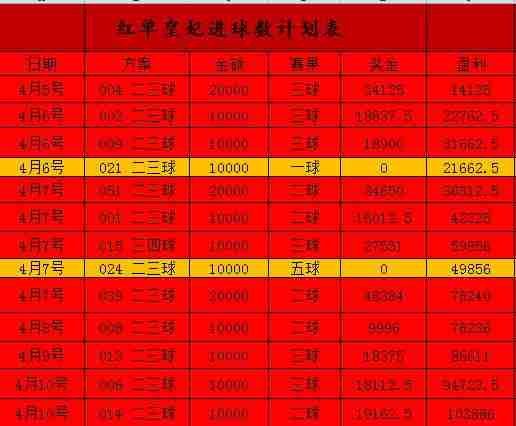 红单皇妃进球数计划表
日期 方案 金额 赛果 奖金 盈利
4月5号 004 二三球 20000 三球 34125 14125
4月6号 二三球 10000 三球 18637.5 22762.5
4月6号 009 二三球 10000 三球 18900 31662.5
4月6号 021 二三球 10000 一球 0 21662.5
4月7号 051 二三球 20000 二球 34650 36312.5
4月7号 001 二三球 10000 二球 16012.5 42325
4月7号 015 三四球 10000 三球 27531 59856
4月7号 024 二三球 10000 五球 0 49856
4月7号 039 二三球 20000 二球 48384 78240
4月8号 008 二三球 10000 二球 9996 78236
4月9号 013 二三球 10000 三球 18375 86611
4月10号 006 二三球 10000 三球 18112.5 94723.5
4月10号 014 二三球 10000 二球 19162.5 103886